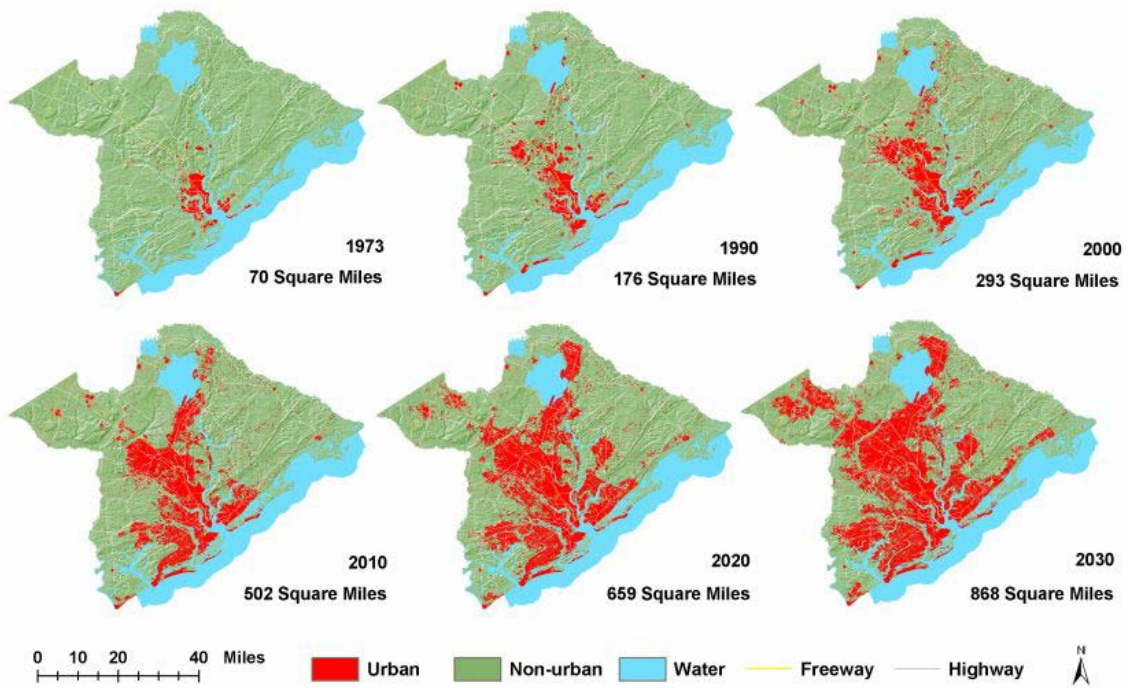 1973
70 Square Miles
1990
176 Square Miles
2000
293 Square Miles
2010
502 Square Miles
2020
659 Square Miles
2030
868 Square Miles
0 10 20 40 Miles
Urban
Non-urban
Water
Freeway
Highway
N